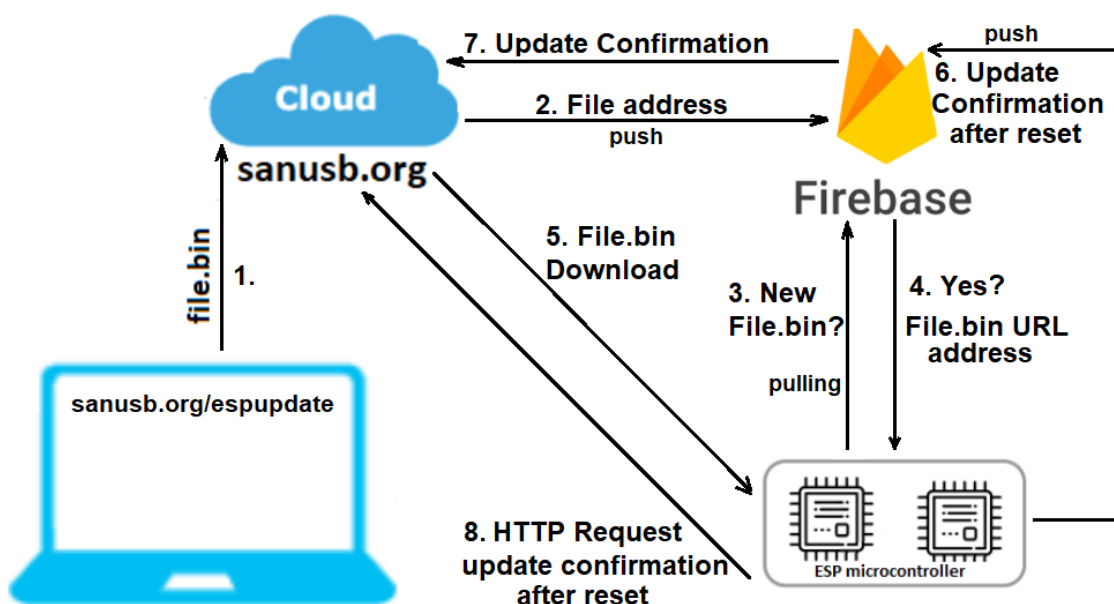 7. Update Confirmation
push
Cloud
2. File address
push
6. Update
Confirmation
after reset
sanusb.org
Firebase
file.bin
1.
5. File.bin
Download
3. New
File.bin?
pulling
4. Yes?
File.bin URL
address
sanusb.org/espupdate
8. HTTP Request
update confirmation
after reset
ESP microcontroller